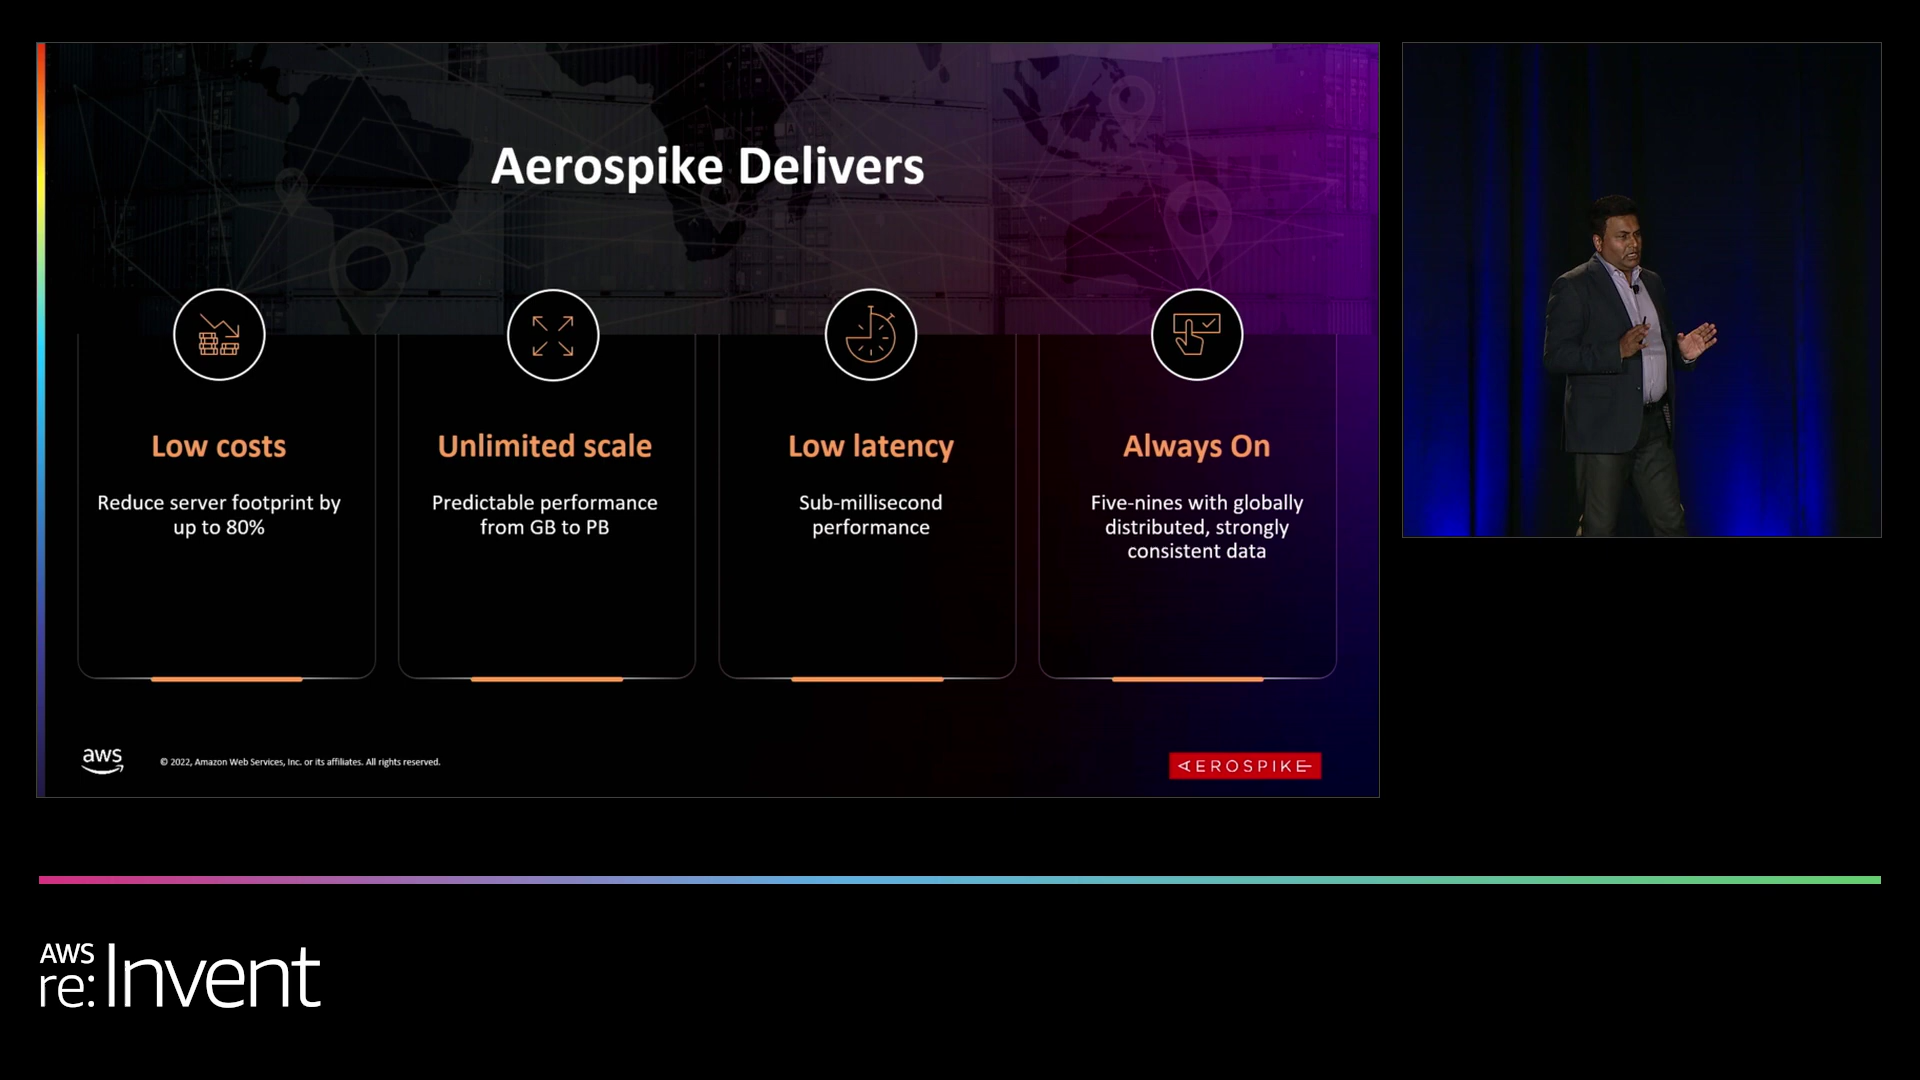 Aerospike Delivers
Low costs
Reduce server footprint by
up to 80%
Unlimited scale
Predictable performance
from GB to PB
Low latency
Sub-millisecond
performance
Always On
Five-nines with globally
distributed, strongly
consistent data
aws
© 2022, Amazon Web Services, Inc. or its affiliates. All rights reserved.
AEROSPIKE
AWS
re:Invent